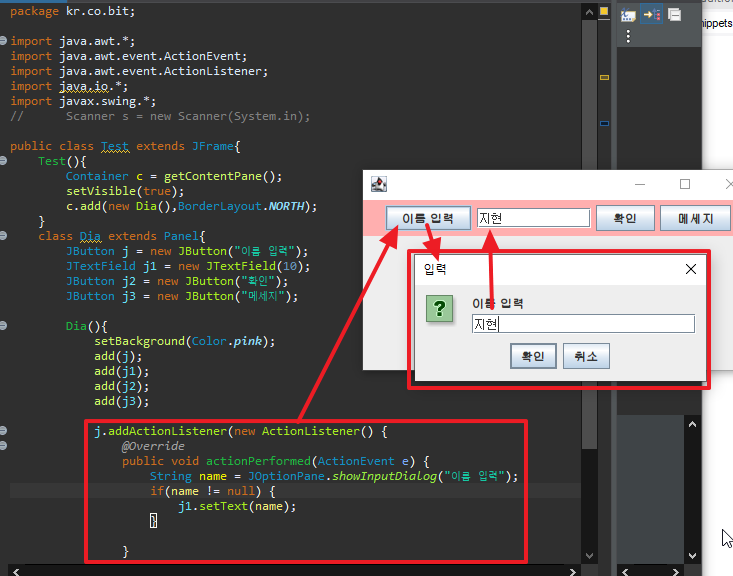 package kr.co.bit;
nippets
import java.awt.*;
import java.awt.event.ActionEvent;
import java.awt.event.ActionListener;
import java.io.*;
import javax.swing.*;
//      Scanner s = new Scanner(System.in);
public class Test extends JFrame{
    Test(){
        Container c = getContentPane();
        setVisible(true);
        c.add(new Dia(),BorderLayout.NORTH);
    }
    class Dia extends Panel{
        JButton j = new JButton("이름 입력");
        JTextField j1 = new JTextField(10);
        JButton j2 = new JButton("확인");
        JButton j3 = new JButton("메세지");
        Dia(){
            setBackground(Color.pink);
            add(j);
            add(j1);
            add(j2);
            add(j3);
            j.addActionListener(new ActionListener() {
                @Override
                public void actionPerformed(ActionEvent e) {
                    String name = JOptionPane.showInputDialog("이름 입력");
                    if(name != null) {
                        j1.setText(name);
                    }
                }
이름 입력 지현 확인 메세지
입력
이름 입력
지현
확인 취소